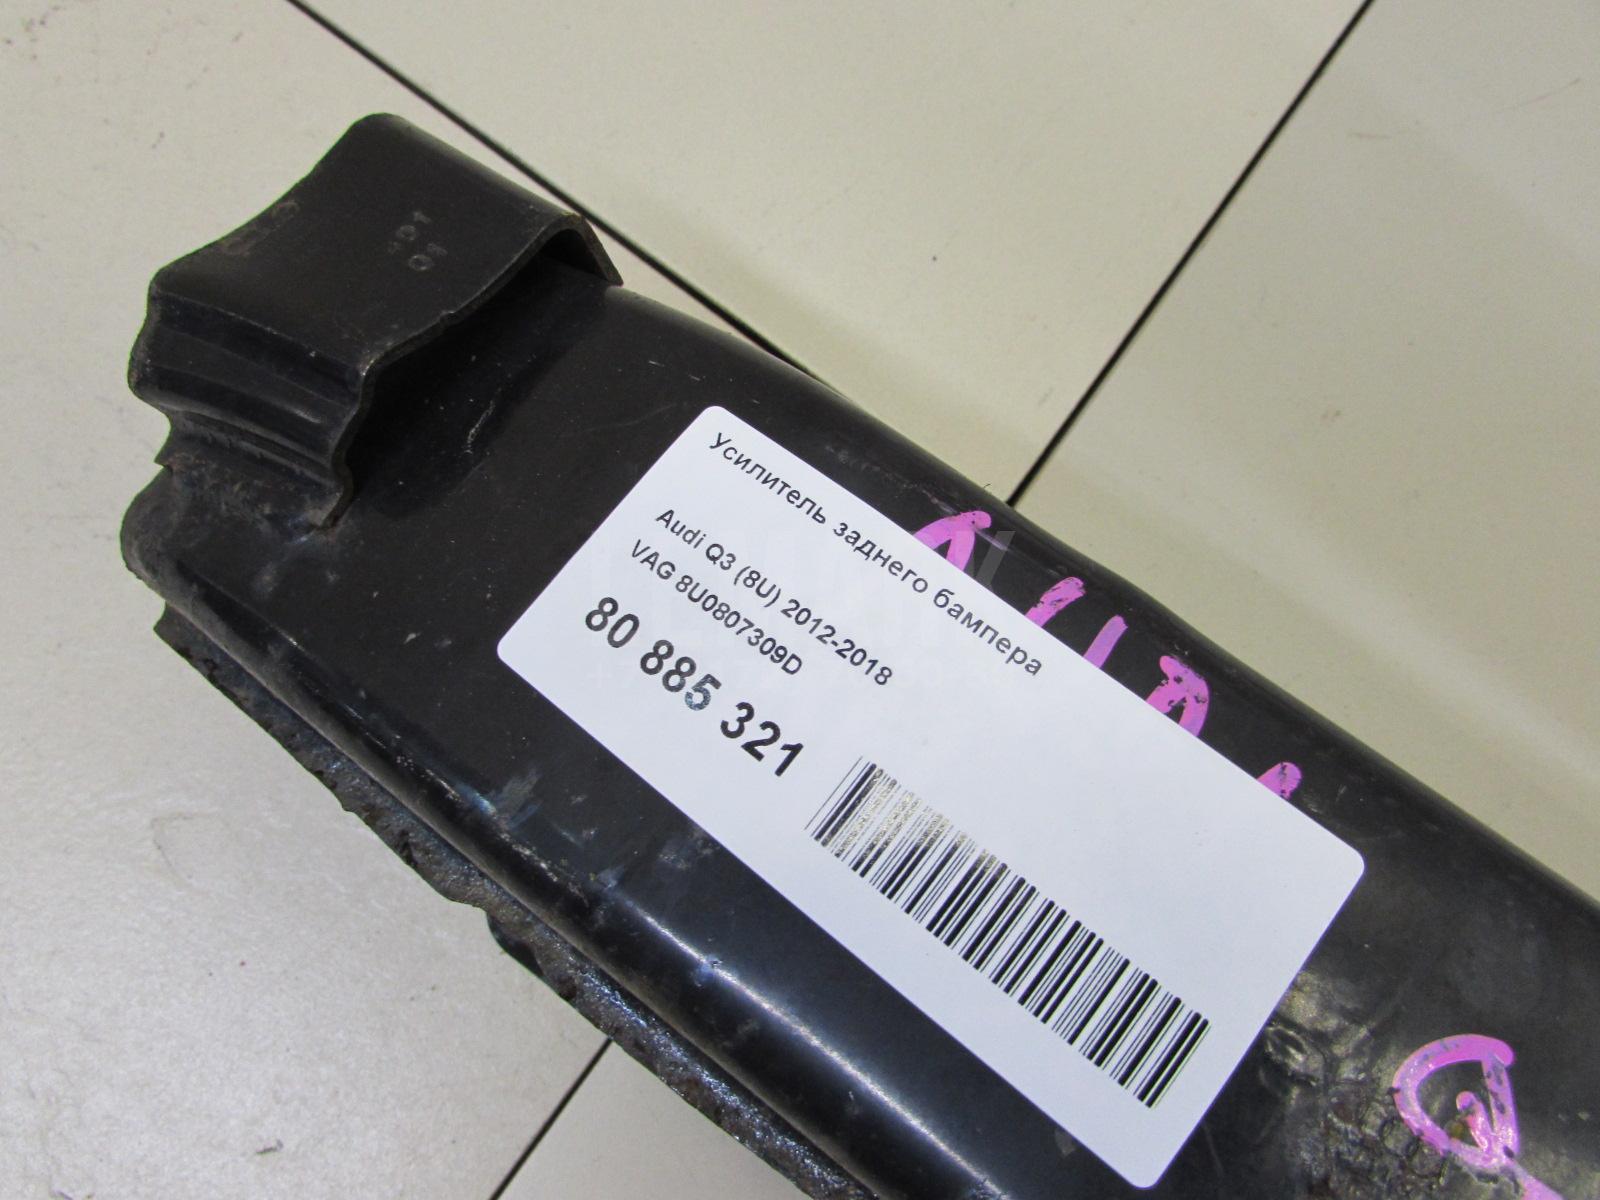 Усилитель заднего бампера
Audi Q3 (8U) 2012-2018
VAG 8U0807309D
80 885 321